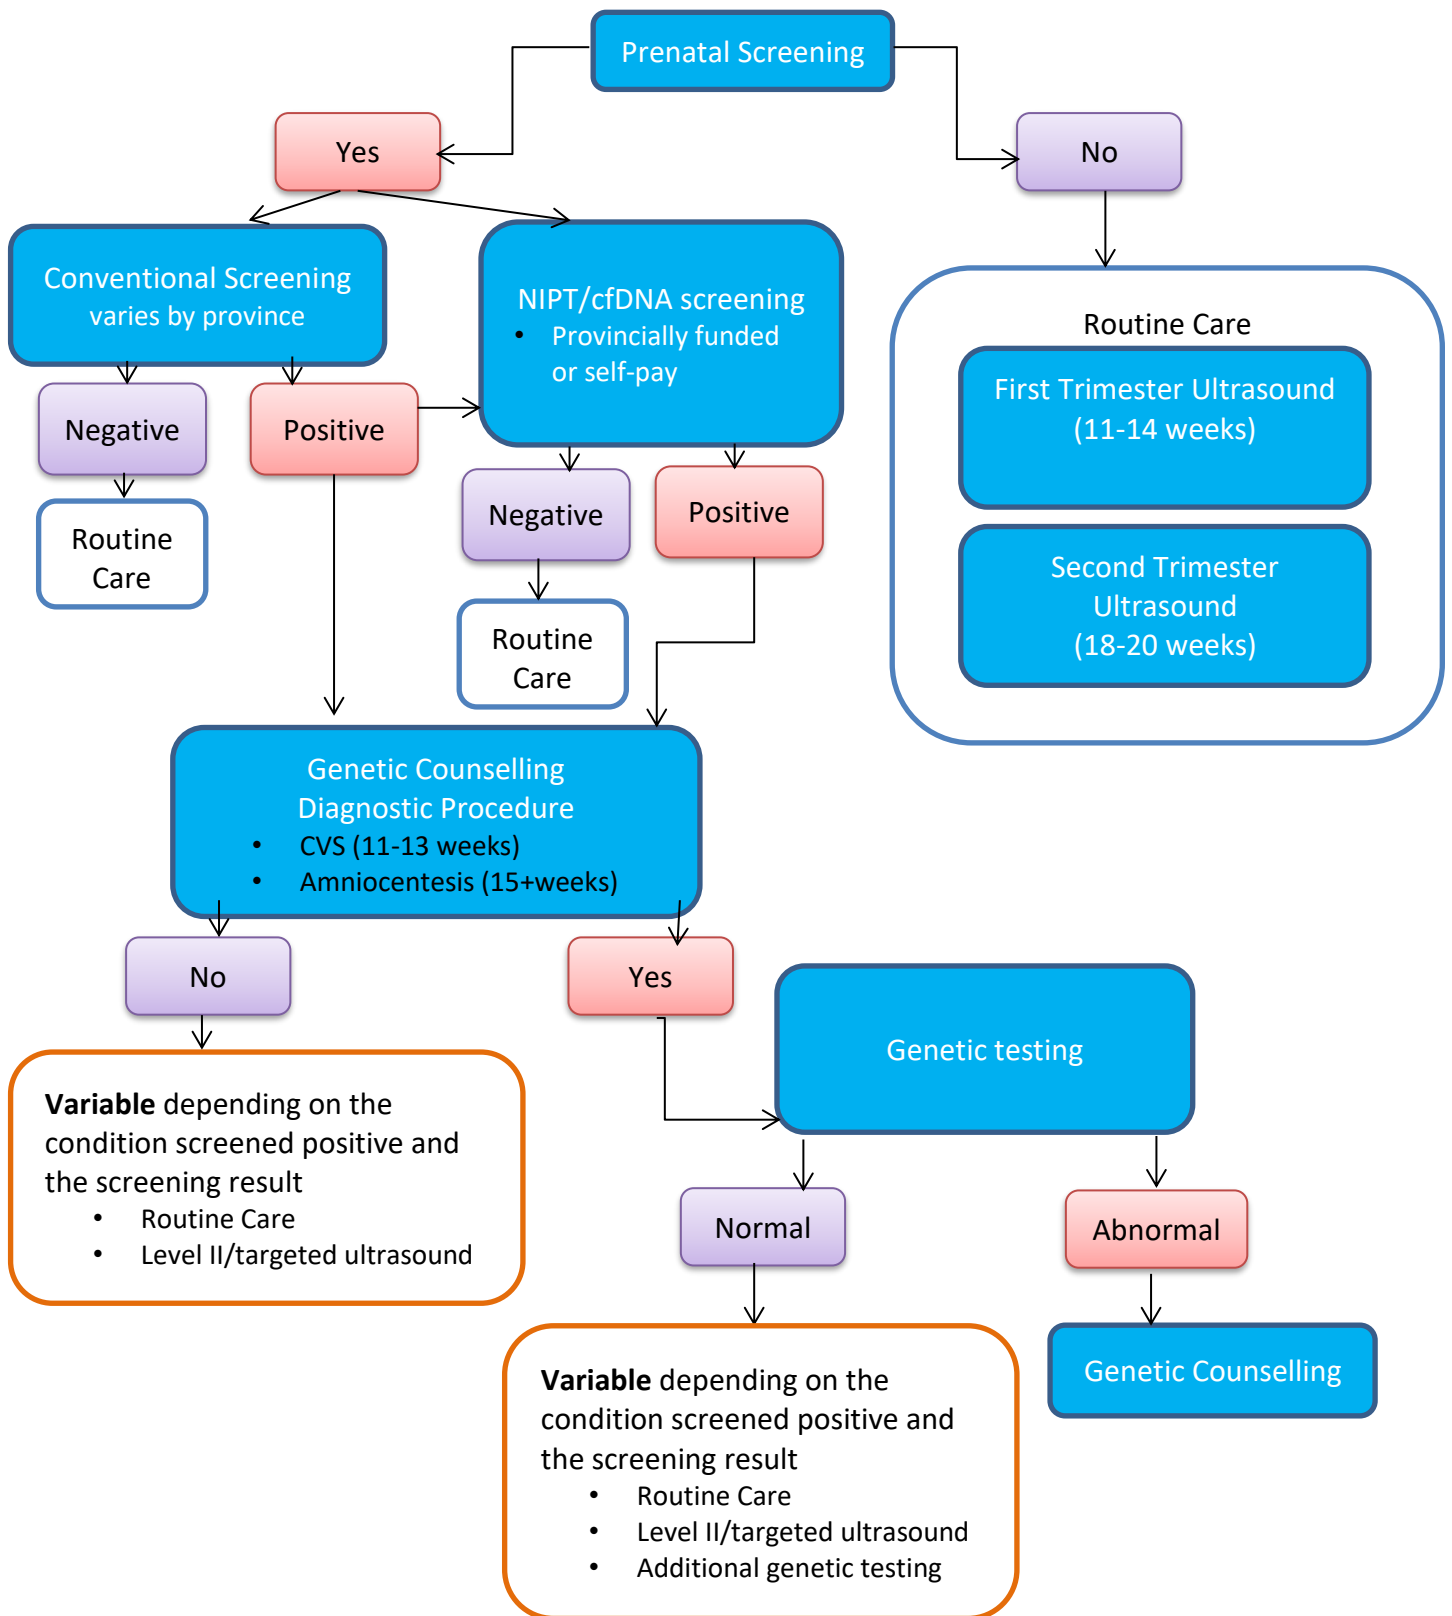 Prenatal Screening
Yes
No
Conventional Screening
varies by province
NIPT/cfDNA screening
• Provincially funded
or self-pay
Routine Care
First Trimester Ultrasound
(11-14 weeks)
Second Trimester
Ultrasound
(18-20 weeks)
Negative
Positive
Negative
Positive
Routine
Care
Routine
Care
Genetic Counselling
Diagnostic Procedure
• CVS (11-13 weeks)
• Amniocentesis (15+weeks)
No
Yes
Genetic testing
Variable depending on the
condition screened positive and
the screening result
• Routine Care
• Level II/targeted ultrasound
Normal
Abnormal
Variable depending on the
condition screened positive and
the screening result
• Routine Care
• Level II/targeted ultrasound
• Additional genetic testing
Genetic Counselling